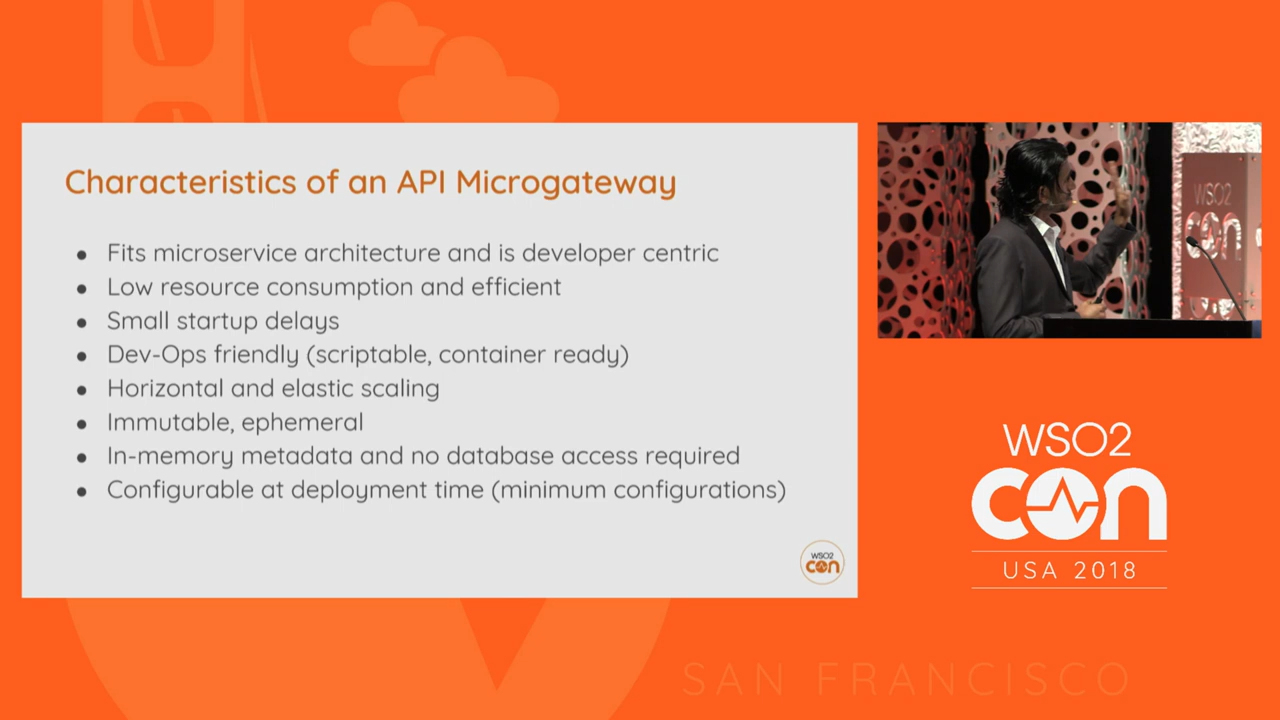 Characteristics of an API Microgateway
● Fits microservice architecture and is developer centric
● Low resource consumption and efficient
● Small startup delays
● Dev-Ops friendly (scriptable, container ready)
● Horizontal and elastic scaling
● Immutable, ephemeral
● In-memory metadata and no database access required
● Configurable at deployment time (minimum configurations)
WSO2
con
WSO2
con
WSO2
con
USA 2018
SAN FRANCISCO